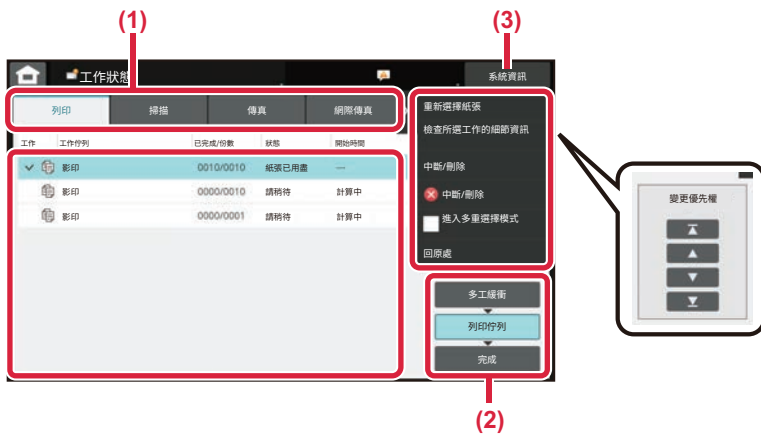 (1)
(3)
工作狀態
系統資訊
列印
掃描
傳真
網際傳真
工作
工作佇列
已完成/份數
狀態
開始時間
影印
0010/0010
紙張已用盡
---
影印
0000/0010
請稍待
計算中
影印
0000/0001
請稍待
計算中
重新選擇紙張
檢查所選工作的細節資訊
中斷/刪除
中斷/刪除
進入多重選擇模式
回原處
多工緩衝
列印佇列
完成
變更優先權
(2)